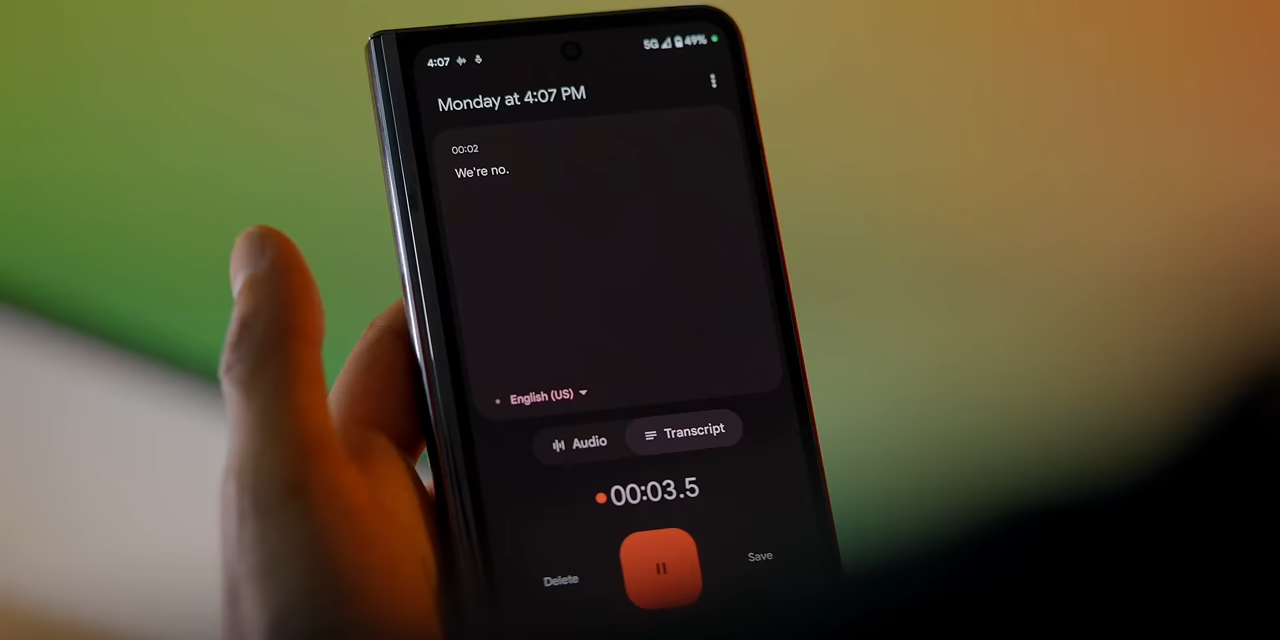 4:07
5G 49%
Monday at 4:07 PM
00:02
We're no.
English (US)
Audio
Transcript
00:03.5
Delete
Save